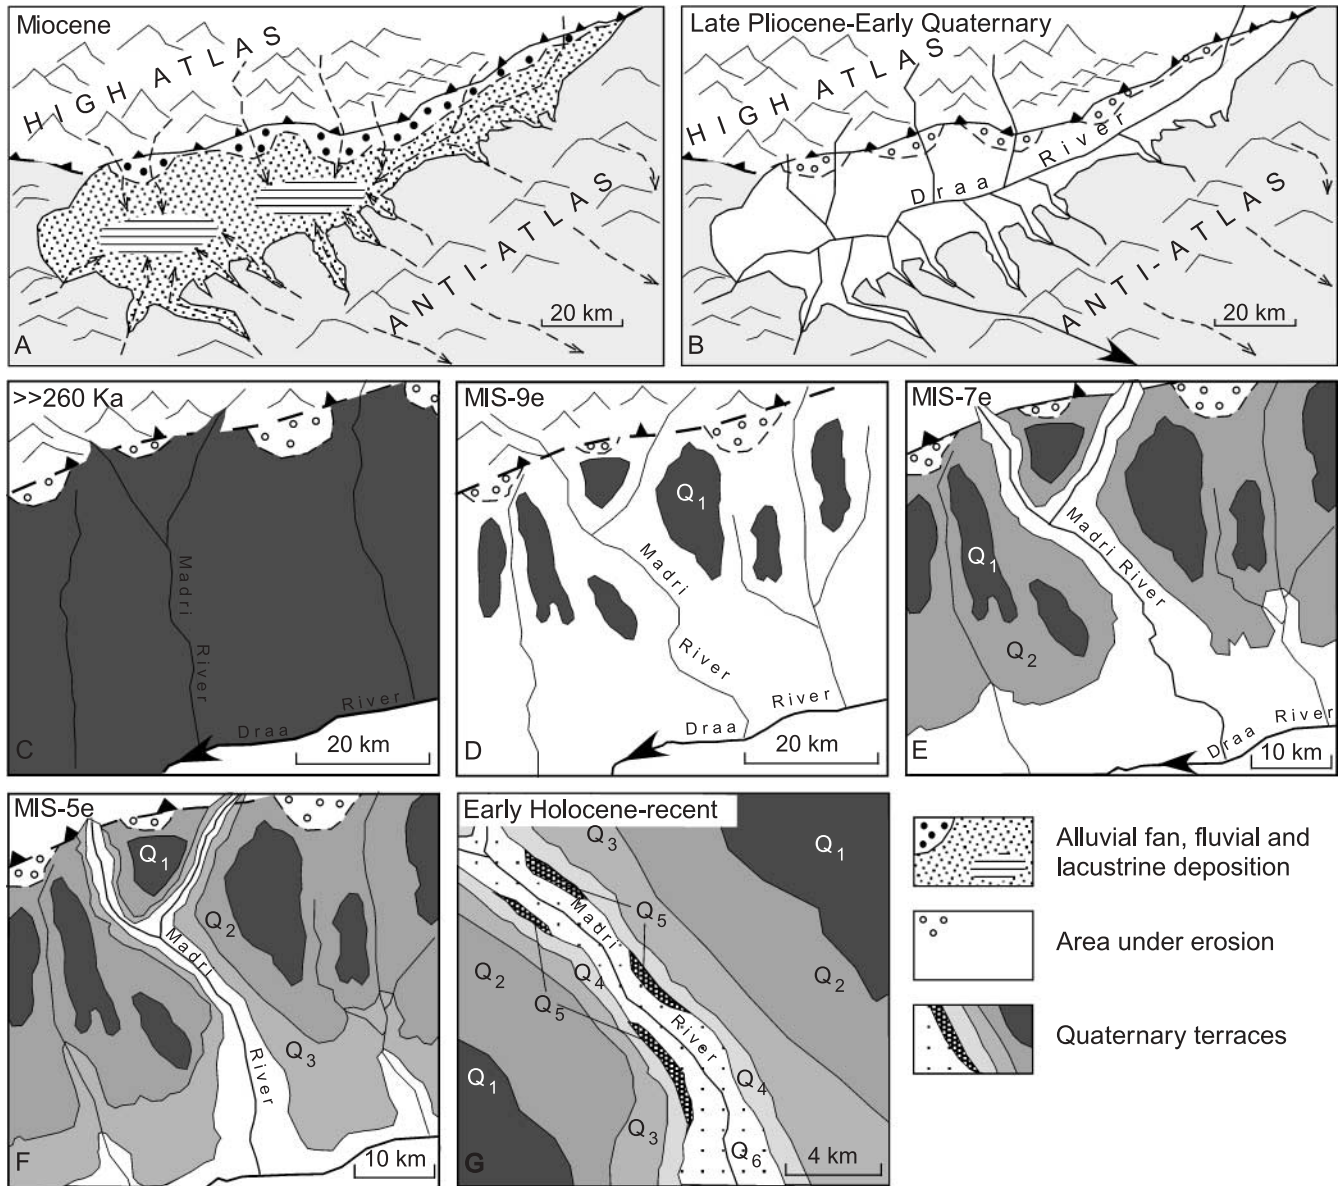 Miocene
HIGH ATLAS
ANTI-ATLAS
20 km
A
Late Pliocene-Early Quaternary
HIGH ATLAS
Draa River
ANTI-ATLAS
20 km
B
>>260 Ka
Madri River
Draa River
20 km
C
MIS-9e
Q1
Madri River
Draa River
20 km
D
MIS-7e
Q1
Madri River
Q2
Draa River
10 km
E
MIS-5e
Q1
Q2
Madri River
Q3
10 km
F
Early Holocene-recent
Q3
Q1
Q5
Madri River
Q2
Q4
Q2
Q5
Q1
Q4
Q3
Q6
4 km
G
Alluvial fan, fluvial and
lacustrine deposition
Area under erosion
Quaternary terraces